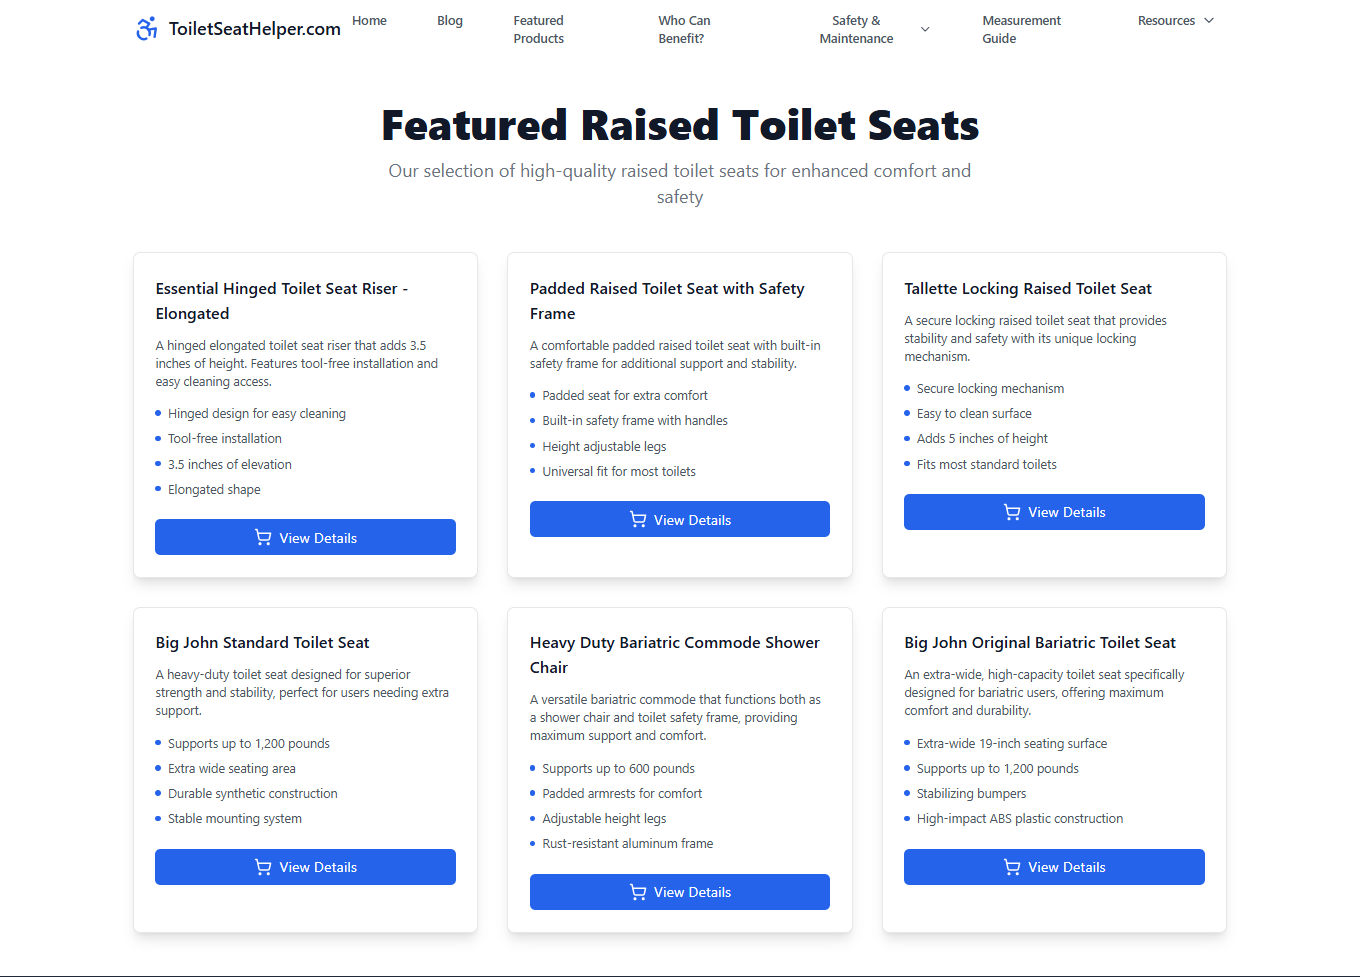 ToiletSeatHelper.com
Home
Blog
Featured
Products
Who Can
Benefit?
Safety &
Maintenance
Measurement
Guide
Resources
Featured Raised Toilet Seats
Our selection of high-quality raised toilet seats for enhanced comfort and
safety
Essential Hinged Toilet Seat Riser -
Elongated
A hinged elongated toilet seat riser that adds 3.5
inches of height. Features tool-free installation and
easy cleaning access.
Hinged design for easy cleaning
Tool-free installation
3.5 inches of elevation
Elongated shape
View Details
Padded Raised Toilet Seat with Safety
Frame
A comfortable padded raised toilet seat with built-in
safety frame for additional support and stability.
Padded seat for extra comfort
Built-in safety frame with handles
Height adjustable legs
Universal fit for most toilets
View Details
Tallette Locking Raised Toilet Seat
A secure locking raised toilet seat that provides
stability and safety with its unique locking
mechanism.
Secure locking mechanism
Easy to clean surface
Adds 5 inches of height
Fits most standard toilets
View Details
Big John Standard Toilet Seat
A heavy-duty toilet seat designed for superior
strength and stability, perfect for users needing extra
support.
Supports up to 1,200 pounds
Extra wide seating area
Durable synthetic construction
Stable mounting system
View Details
Heavy Duty Bariatric Commode Shower
Chair
A versatile bariatric commode that functions both as
a shower chair and toilet safety frame, providing
maximum support and comfort.
Supports up to 600 pounds
Padded armrests for comfort
Adjustable height legs
Rust-resistant aluminum frame
View Details
Big John Original Bariatric Toilet Seat
An extra-wide, high-capacity toilet seat specifically
designed for bariatric users, offering maximum
comfort and durability.
Extra-wide 19-inch seating surface
Supports up to 1,200 pounds
Stabilizing bumpers
High-impact ABS plastic construction
View Details